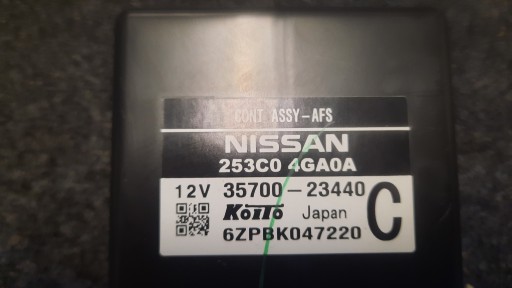 CONT ASSY-AFS
NISSAN
253C0 4GA0A
12V 35700-23440
KOITO Japan C
6ZPBK047220